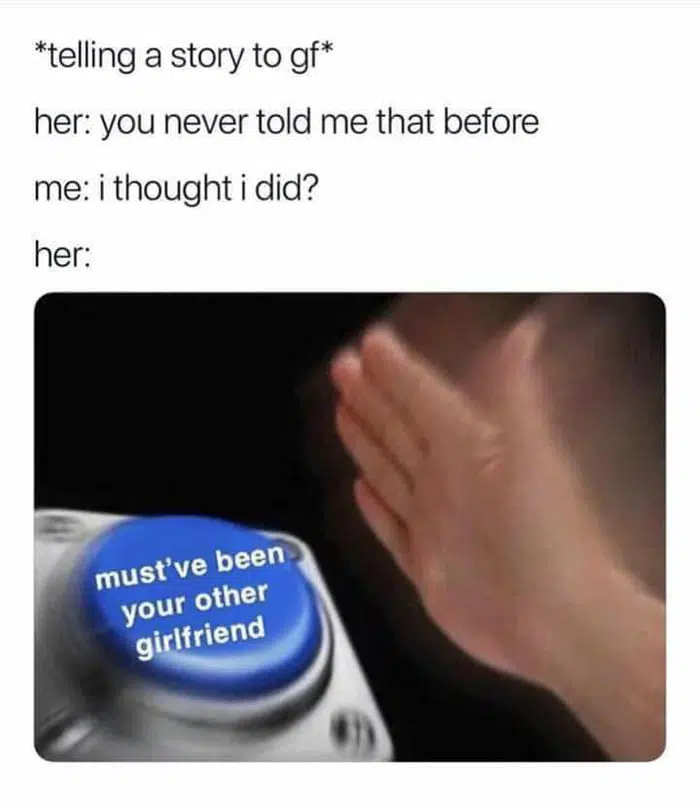 *telling a story to gf*
her: you never told me that before
me: i thought i did?
her:
must've been
your other
girlfriend